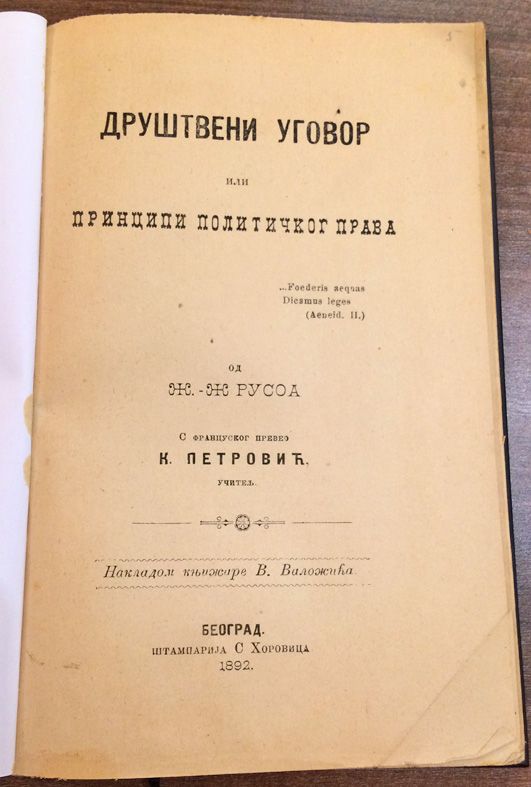 ДРУШТВЕНИ УГОВОР
ИЛИ
ПРИНЦИПИ ПОЛИТИЧКОГ ПРАВА
...Foederis aequas
Dicamus leges
(Aeneid. II.)
ОД
Ж.-Ж РУСОА
С ФРАНЦУСКОГ ПРЕВЕО
К. ПЕТРОВИЋ,
УЧИТЕЉ.
Накладом књижаре В. Валожића.
БЕОГРАД.
ШТАМПАРИЈА С ХОРОВИЦА
1892.